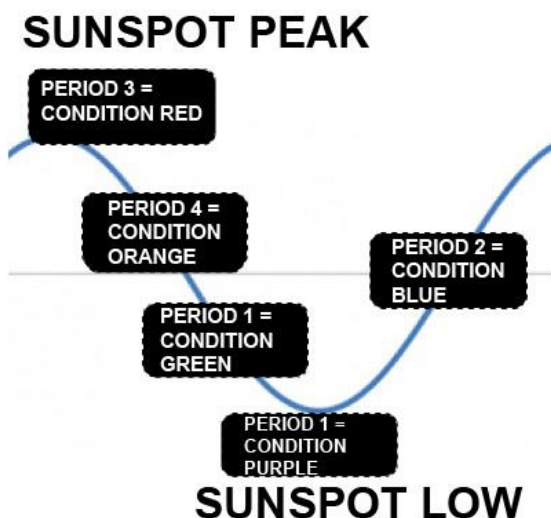 SUNSPOT PEAK
PERIOD 3 =
CONDITION RED
PERIOD 4 =
CONDITION
ORANGE
PERIOD 2 =
CONDITION
BLUE
PERIOD 1 =
CONDITION
GREEN
PERIOD 1 =
CONDITION
PURPLE
SUNSPOT LOW